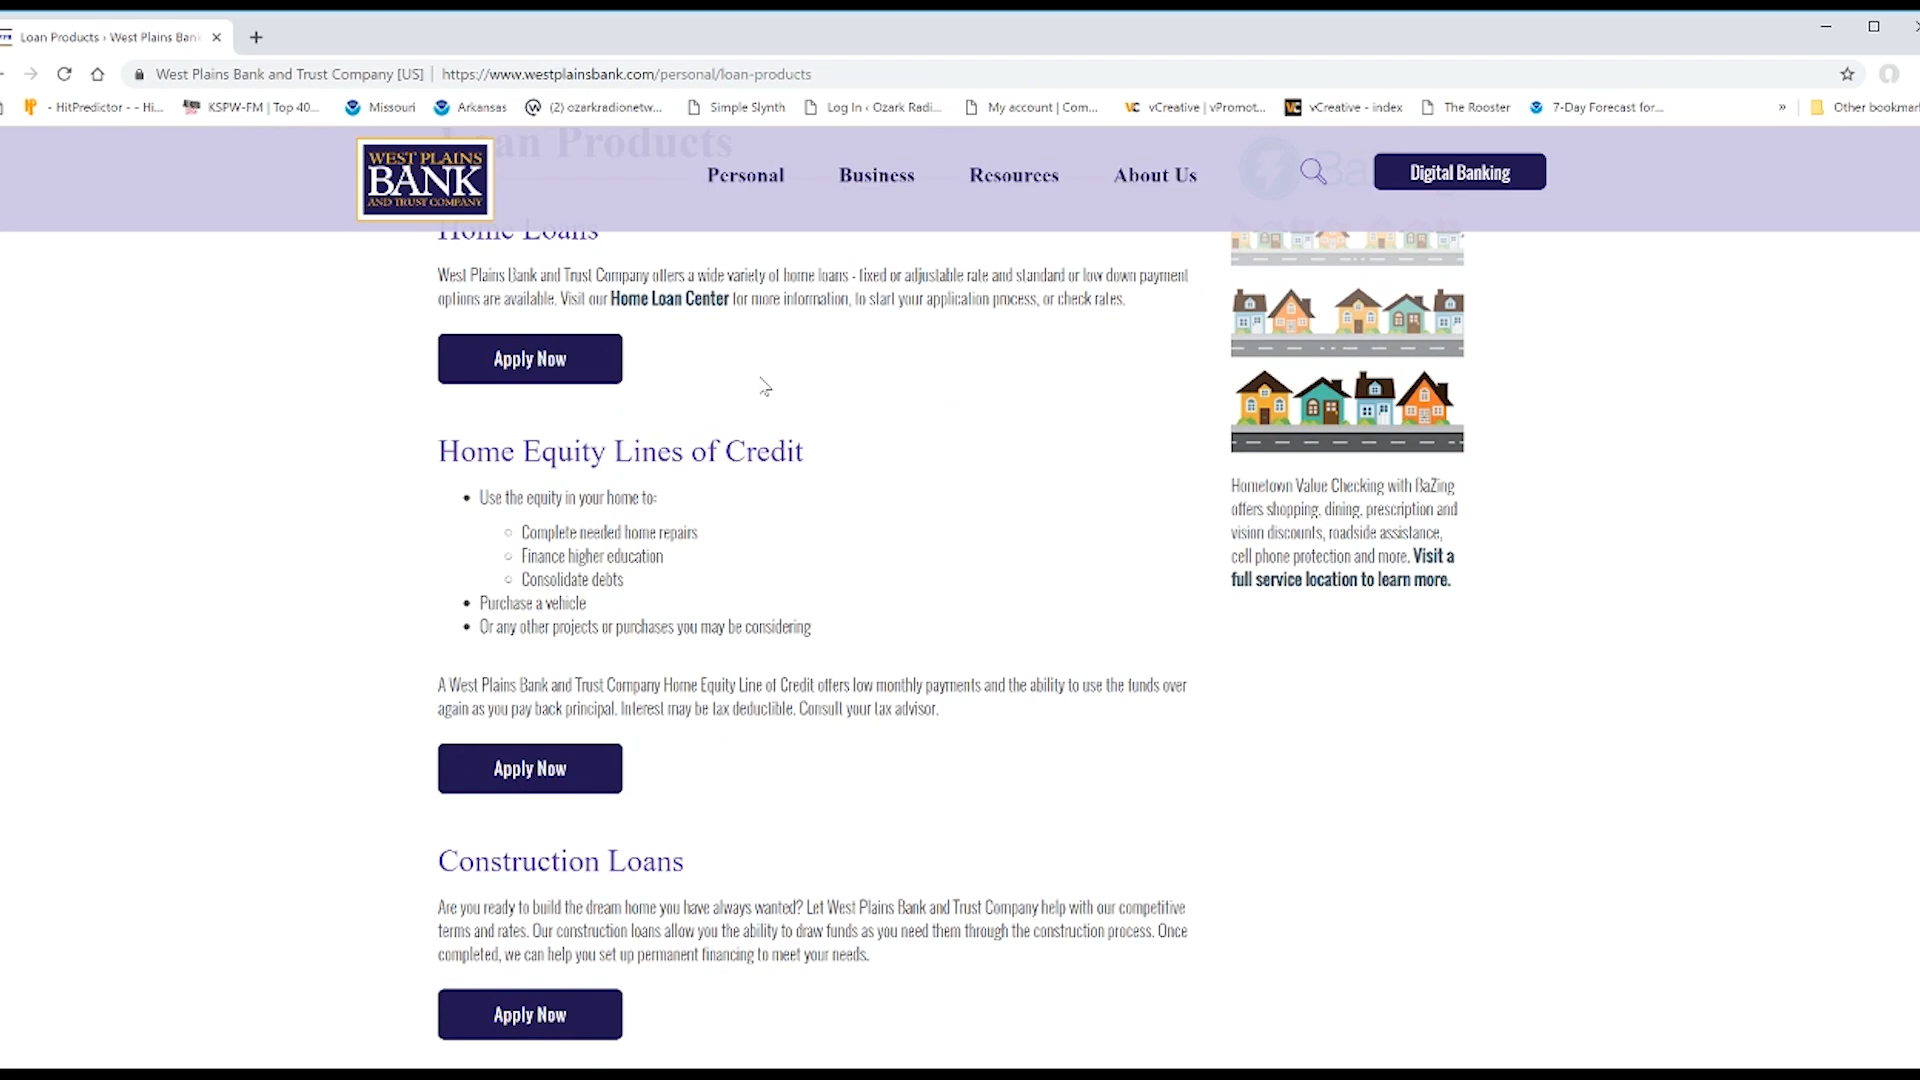 Loan Products › West Plains Bank
West Plains Bank and Trust Company [US] | https://www.westplainsbank.com/personal/loan-products
- HitPredictor - - Hi... KSPW-FM | Top 40... Missouri Arkansas (2) ozarkradionetw... Simple Slynth Log In ‹ Ozark Radi... My account | Com... vCreative | vPromot... vCreative - index The Rooster 7-Day Forecast for... » Other bookmar
Loan Products
WEST PLAINS
BANK
AND TRUST COMPANY
Personal Business Resources About Us Digital Banking
Home Loans
West Plains Bank and Trust Company offers a wide variety of home loans - fixed or adjustable rate and standard or low down payment
options are available. Visit our Home Loan Center for more information, to start your application process, or check rates.
Apply Now
Home Equity Lines of Credit
• Use the equity in your home to:
○ Complete needed home repairs
○ Finance higher education
○ Consolidate debts
• Purchase a vehicle
• Or any other projects or purchases you may be considering
A West Plains Bank and Trust Company Home Equity Line of Credit offers low monthly payments and the ability to use the funds over
again as you pay back principal. Interest may be tax deductible. Consult your tax advisor.
Apply Now
Construction Loans
Are you ready to build the dream home you have always wanted? Let West Plains Bank and Trust Company help with our competitive
terms and rates. Our construction loans allow you the ability to draw funds as you need them through the construction process. Once
completed, we can help you set up permanent financing to meet your needs.
Apply Now
Hometown Value Checking with BaZing
offers shopping, dining, prescription and
vision discounts, roadside assistance,
cell phone protection and more. Visit a
full service location to learn more.